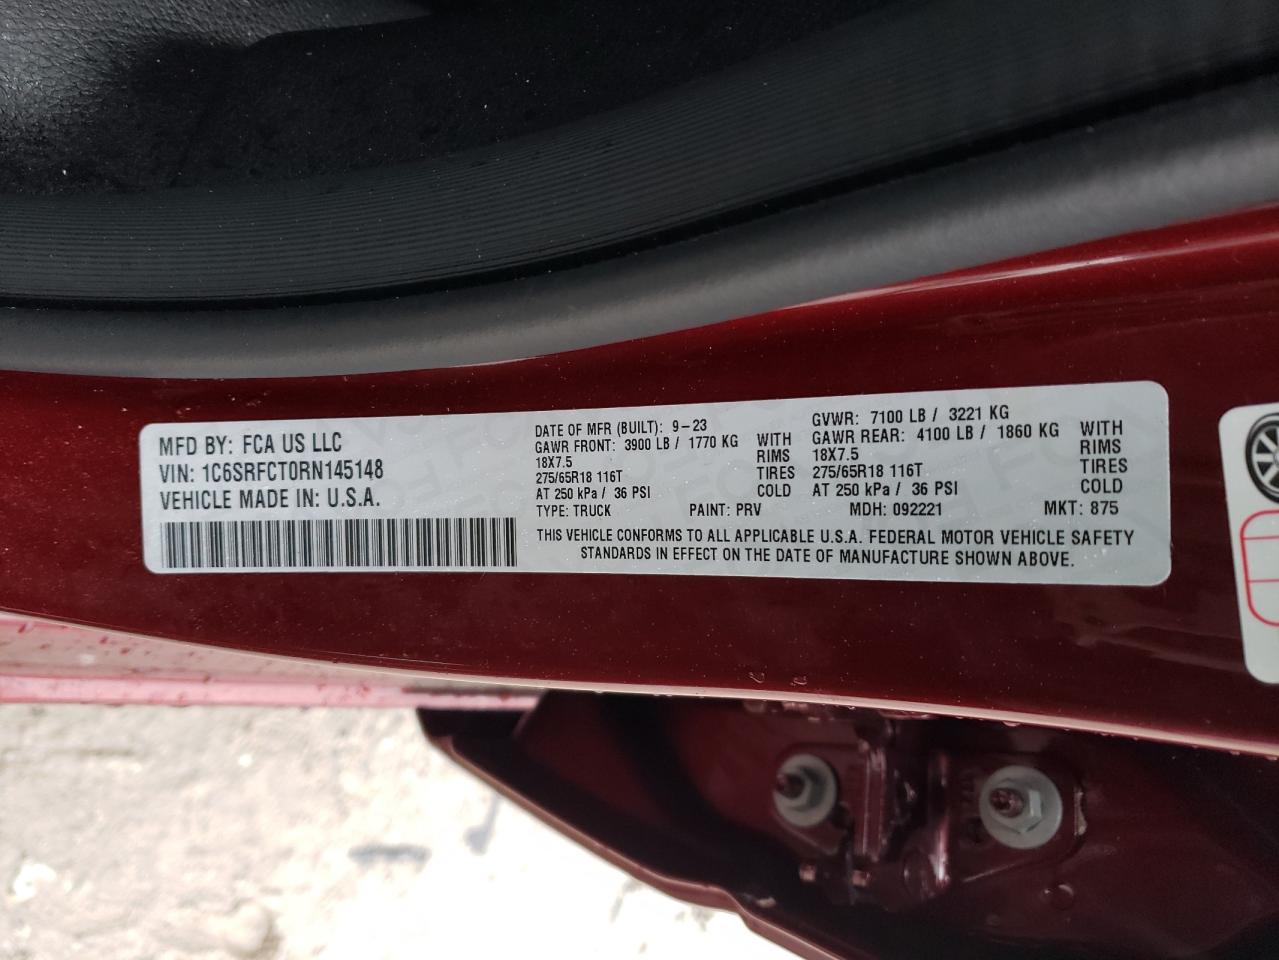 MFD BY: FCA US LLC
VIN: 1C6SRFCT0RN145148
VEHICLE MADE IN: U.S.A.
DATE OF MFR (BUILT): 9-23
GAWR FRONT: 3900 LB / 1770 KG WITH
18X7.5 RIMS
275/65R18 116T TIRES
AT 250 kPa / 36 PSI COLD
GVWR: 7100 LB / 3221 KG
GAWR REAR: 4100 LB / 1860 KG WITH
18X7.5 RIMS
275/65R18 116T TIRES
AT 250 kPa / 36 PSI COLD
TYPE: TRUCK PAINT: PRV MDH: 092221 MKT: 875
THIS VEHICLE CONFORMS TO ALL APPLICABLE U.S.A. FEDERAL MOTOR VEHICLE SAFETY
STANDARDS IN EFFECT ON THE DATE OF MANUFACTURE SHOWN ABOVE.